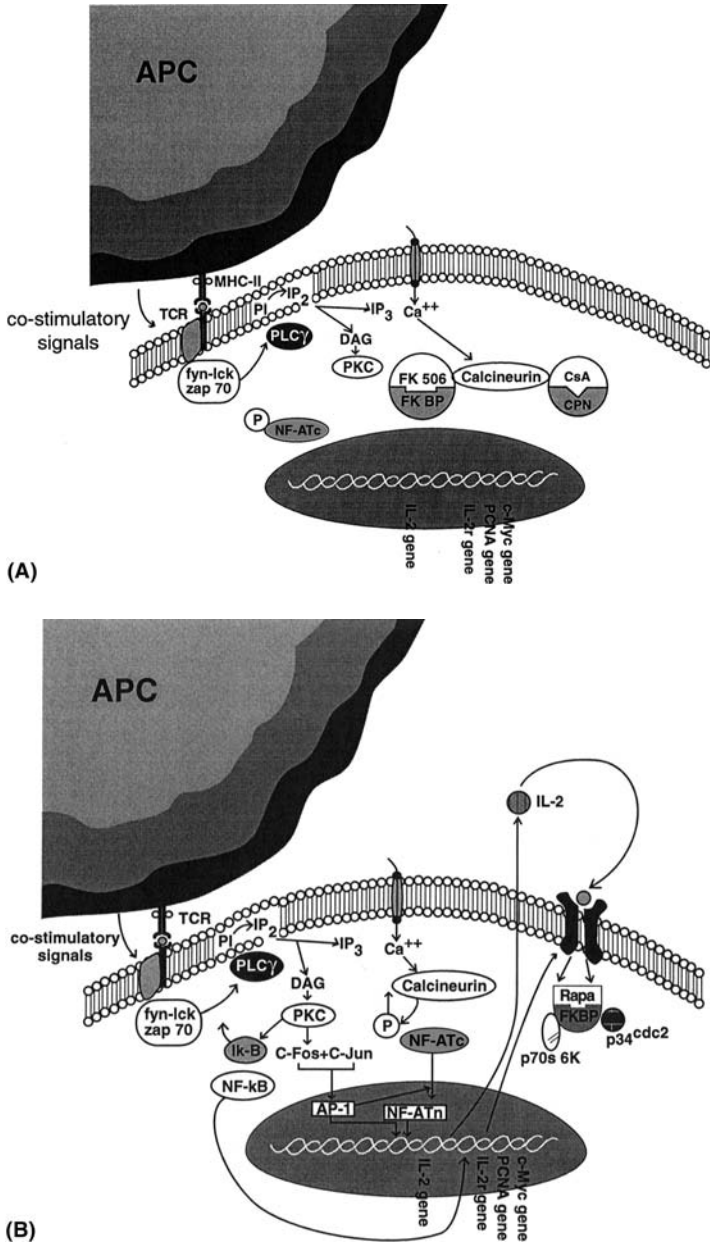 APC
MHC-II
TCR
co-stimulatory
signals
PI
IP2
IP3
Ca++
PLCγ
DAG
PKC
fyn-lck
zap 70
FK 506
FK BP
Calcineurin
CsA
CPN
P
NF-ATc
IL-2 gene
IL-2r gene
PCNA gene
c-Myc gene
(A)
APC
IL-2
TCR
co-stimulatory
signals
PI
IP2
IP3
Ca++
PLCγ
DAG
PKC
fyn-lck
zap 70
Calcineurin
P
Rapa
FKBP
p70s 6K
p34cdc2
Ik-B
C-Fos+C-Jun
NF-ATc
NF-kB
AP-1
NF-ATn
IL-2 gene
IL-2r gene
PCNA gene
c-Myc gene
(B)